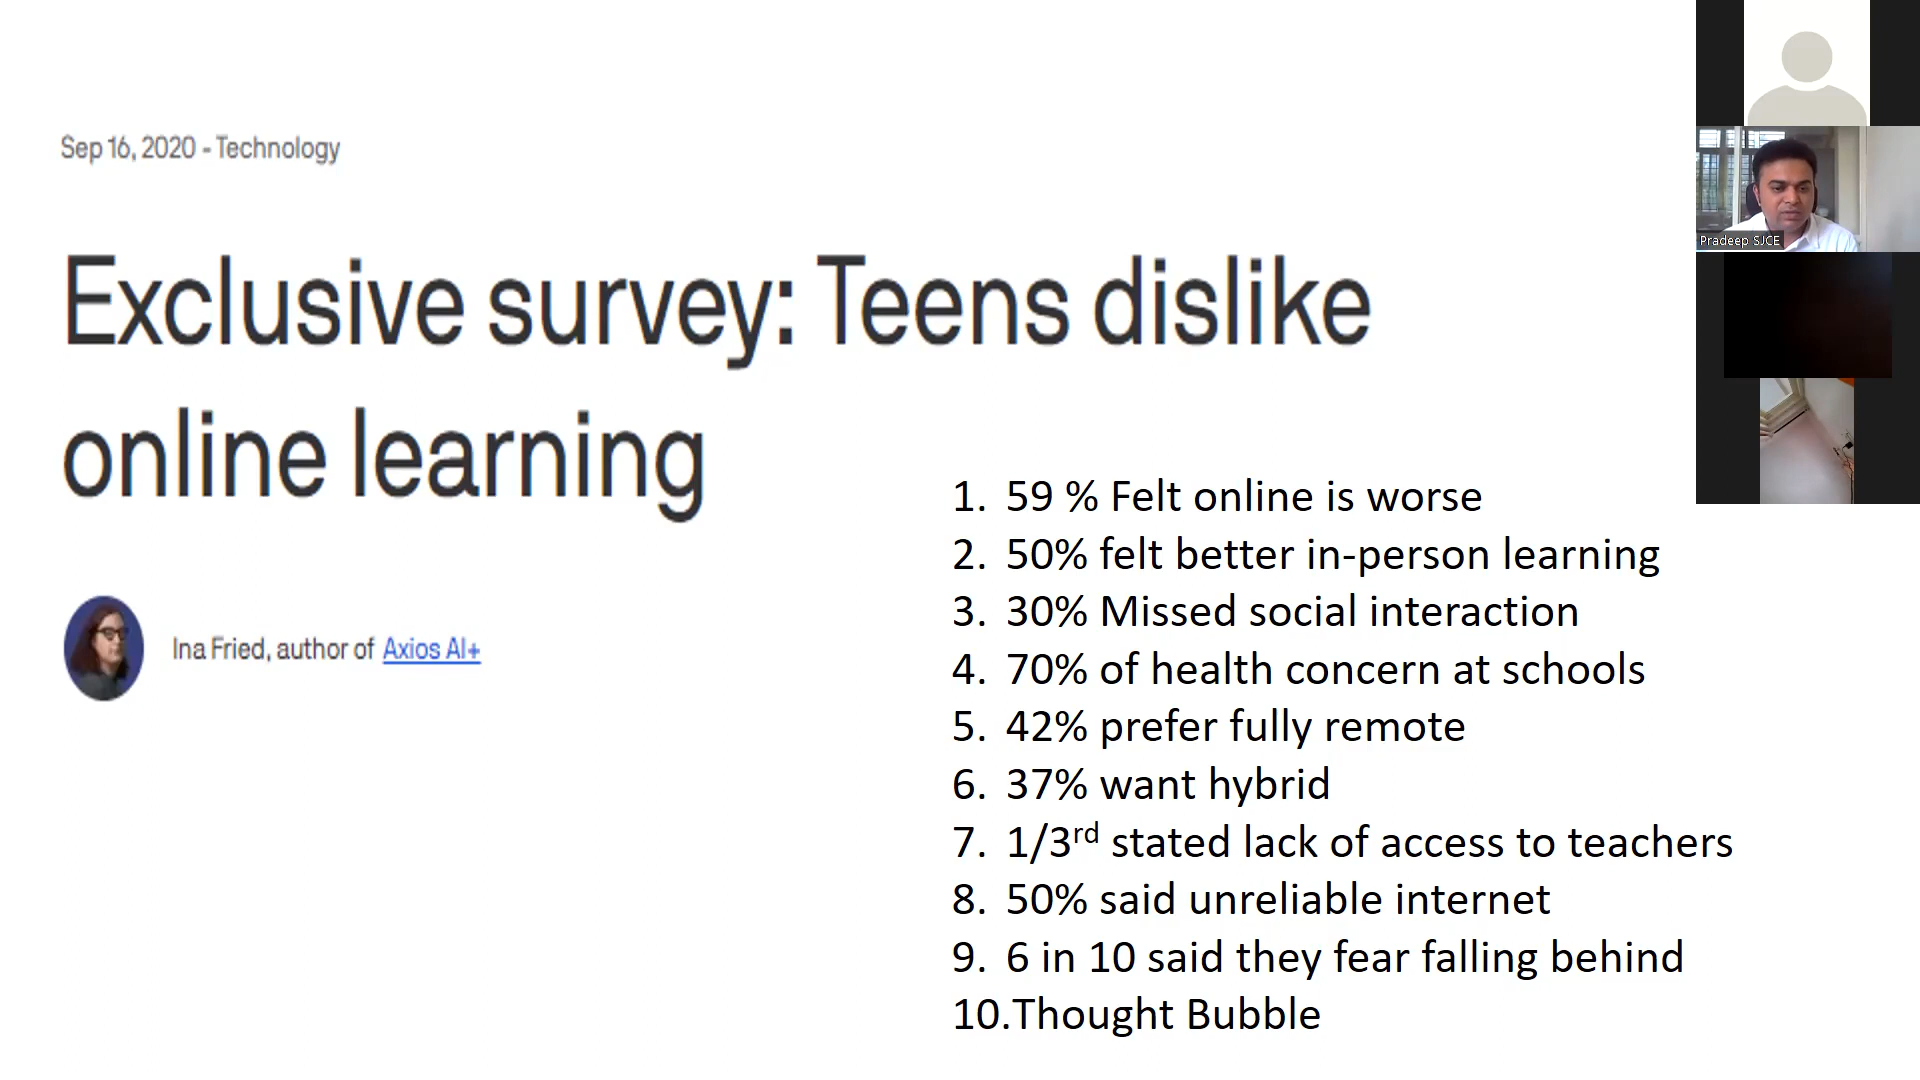 Sep 16, 2020 - Technology
Exclusive survey: Teens dislike
online learning
Ina Fried, author of Axios AI+
1. 59 % Felt online is worse
2. 50% felt better in-person learning
3. 30% Missed social interaction
4. 70% of health concern at schools
5. 42% prefer fully remote
6. 37% want hybrid
7. 1/3rd stated lack of access to teachers
8. 50% said unreliable internet
9. 6 in 10 said they fear falling behind
10.Thought Bubble
Pradeep SJCE